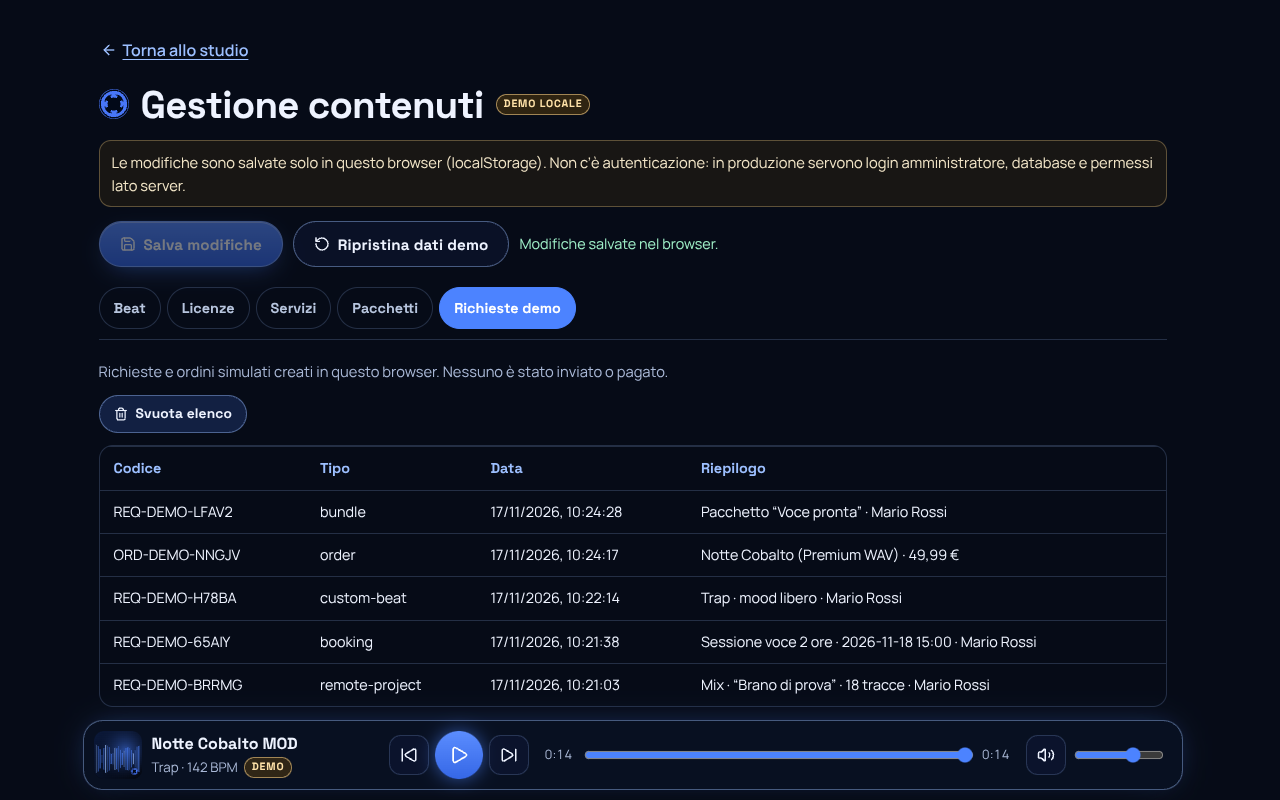 Torna allo studio
Gestione contenuti DEMO LOCALE
Le modifiche sono salvate solo in questo browser (localStorage). Non c'è autenticazione: in produzione servono login amministratore, database e permessi
lato server.
Salva modifiche Ripristina dati demo Modifiche salvate nel browser.
Beat Licenze Servizi Pacchetti Richieste demo
Richieste e ordini simulati creati in questo browser. Nessuno è stato inviato o pagato.
Svuota elenco
Codice Tipo Data Riepilogo
REQ-DEMO-LFAV2 bundle 17/11/2026, 10:24:28 Pacchetto “Voce pronta” · Mario Rossi
ORD-DEMO-NNGJV order 17/11/2026, 10:24:17 Notte Cobalto (Premium WAV) · 49,99 €
REQ-DEMO-H78BA custom-beat 17/11/2026, 10:22:14 Trap · mood libero · Mario Rossi
REQ-DEMO-65AIY booking 17/11/2026, 10:21:38 Sessione voce 2 ore · 2026-11-18 15:00 · Mario Rossi
REQ-DEMO-BRRMG remote-project 17/11/2026, 10:21:03 Mix · “Brano di prova” · 18 tracce · Mario Rossi
Notte Cobalto MOD
Trap · 142 BPM DEMO
0:14 0:14